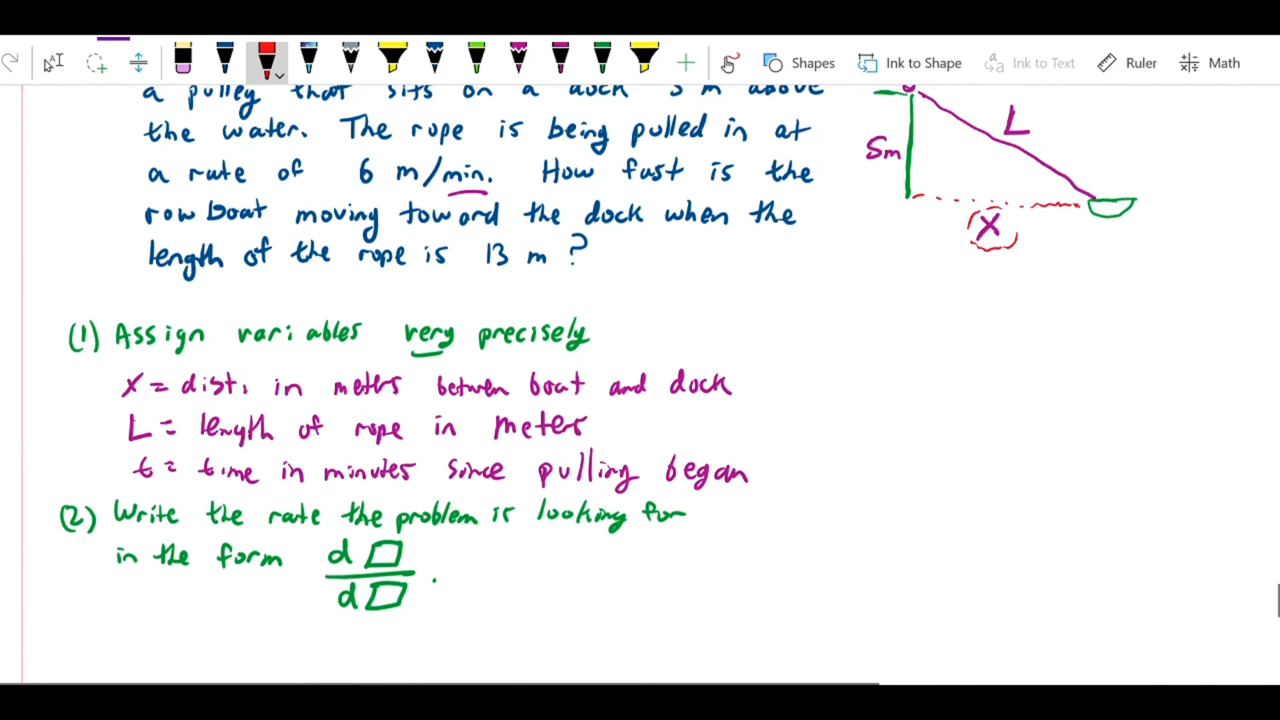 Shapes
Ink to Shape
Ink to Text
Ruler
Math
a pulley that sits on a dock 5 m above
the water. The rope is being pulled in at
a rate of 6 m/min. How fast is the
row boat moving toward the dock when the
length of the rope is 13 m?
L
5m
X
(1) Assign variables very precisely
X = dist. in meters between boat and dock
L = length of rope in meters
t = time in minutes since pulling began
(2) Write the rate the problem is looking for
in the form d□
d□ .